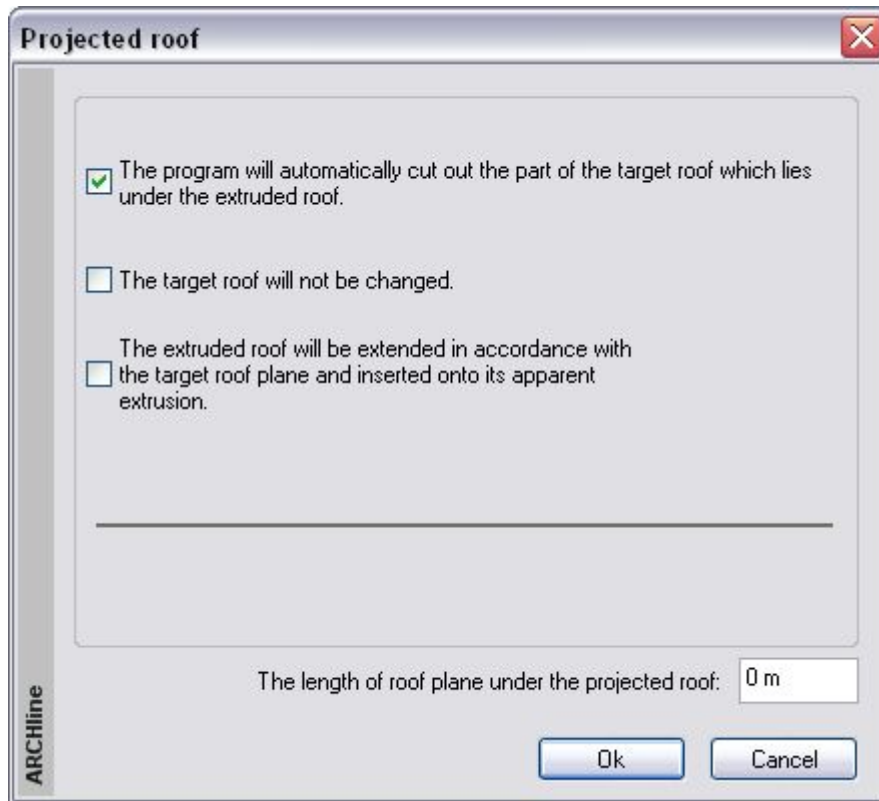 Projected roof
The program will automatically cut out the part of the target roof which lies
under the extruded roof.
The target roof will not be changed.
The extruded roof will be extended in accordance with
the target roof plane and inserted onto its apparent
extrusion.
The length of roof plane under the projected roof: 0 m
ARCHline
Ok Cancel